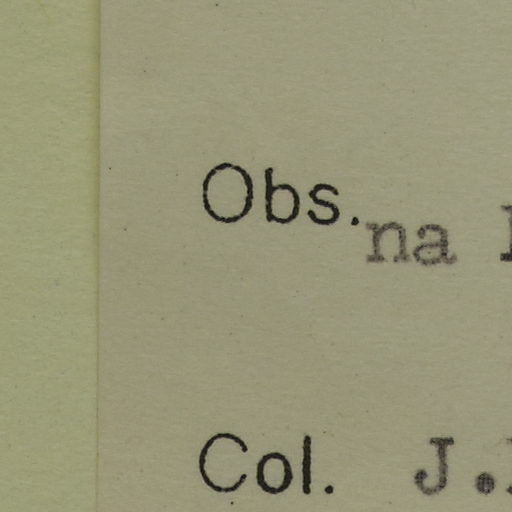 Obs. na
Col. J.